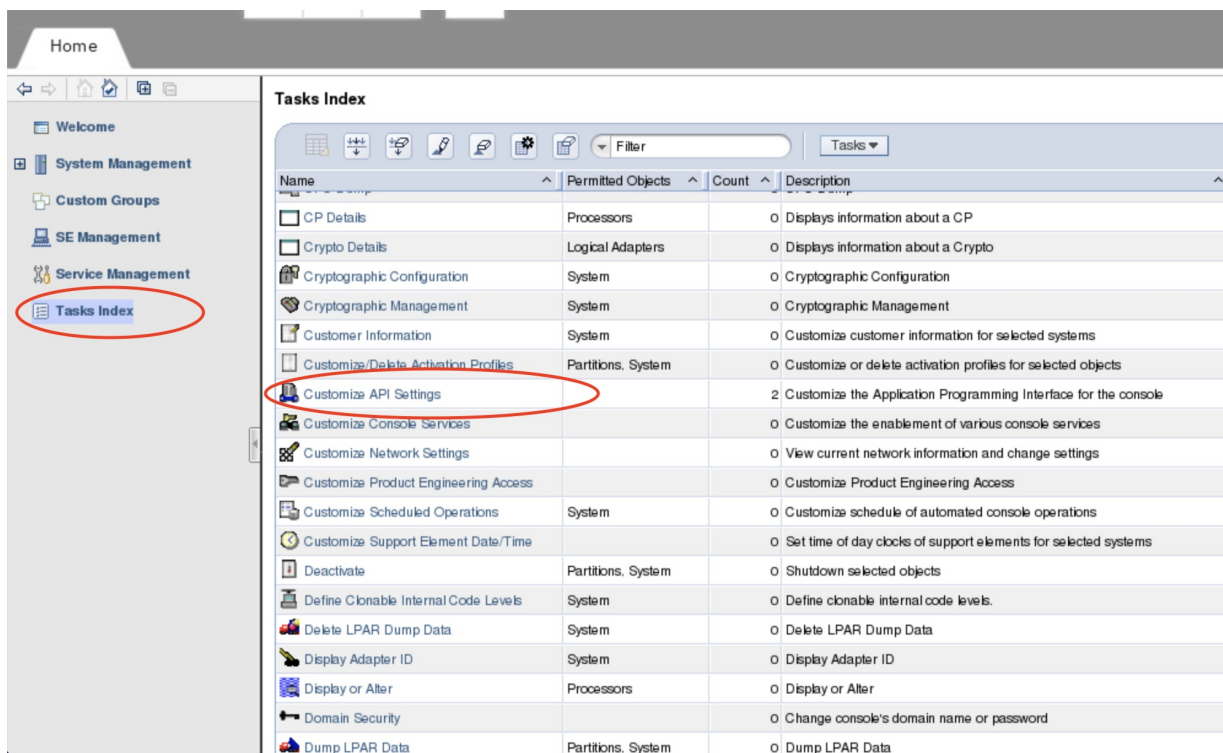 Home
Tasks Index
Welcome
System Management
Custom Groups
SE Management
Service Management
Tasks Index
Filter
Tasks
Name Permitted Objects Count Description
CP Details Processors 0 Displays information about a CP
Crypto Details Logical Adapters 0 Displays information about a Crypto
Cryptographic Configuration System 0 Cryptographic Configuration
Cryptographic Management System 0 Cryptographic Management
Customer Information System 0 Customize customer information for selected systems
Customize/Delete Activation Profiles Partitions, System 0 Customize or delete activation profiles for selected objects
Customize API Settings 2 Customize the Application Programming Interface for the console
Customize Console Services 0 Customize the enablement of various console services
Customize Network Settings 0 View current network information and change settings
Customize Product Engineering Access 0 Customize Product Engineering Access
Customize Scheduled Operations System 0 Customize schedule of automated console operations
Customize Support Element Date/Time 0 Set time of day clocks of support elements for selected systems
Deactivate Partitions, System 0 Shutdown selected objects
Define Clonable Internal Code Levels System 0 Define clonable internal code levels.
Delete LPAR Dump Data System 0 Delete LPAR Dump Data
Display Adapter ID System 0 Display Adapter ID
Display or Alter Processors 0 Display or Alter
Domain Security 0 Change console's domain name or password
Dump LPAR Data Partitions, System 0 Dump LPAR Data